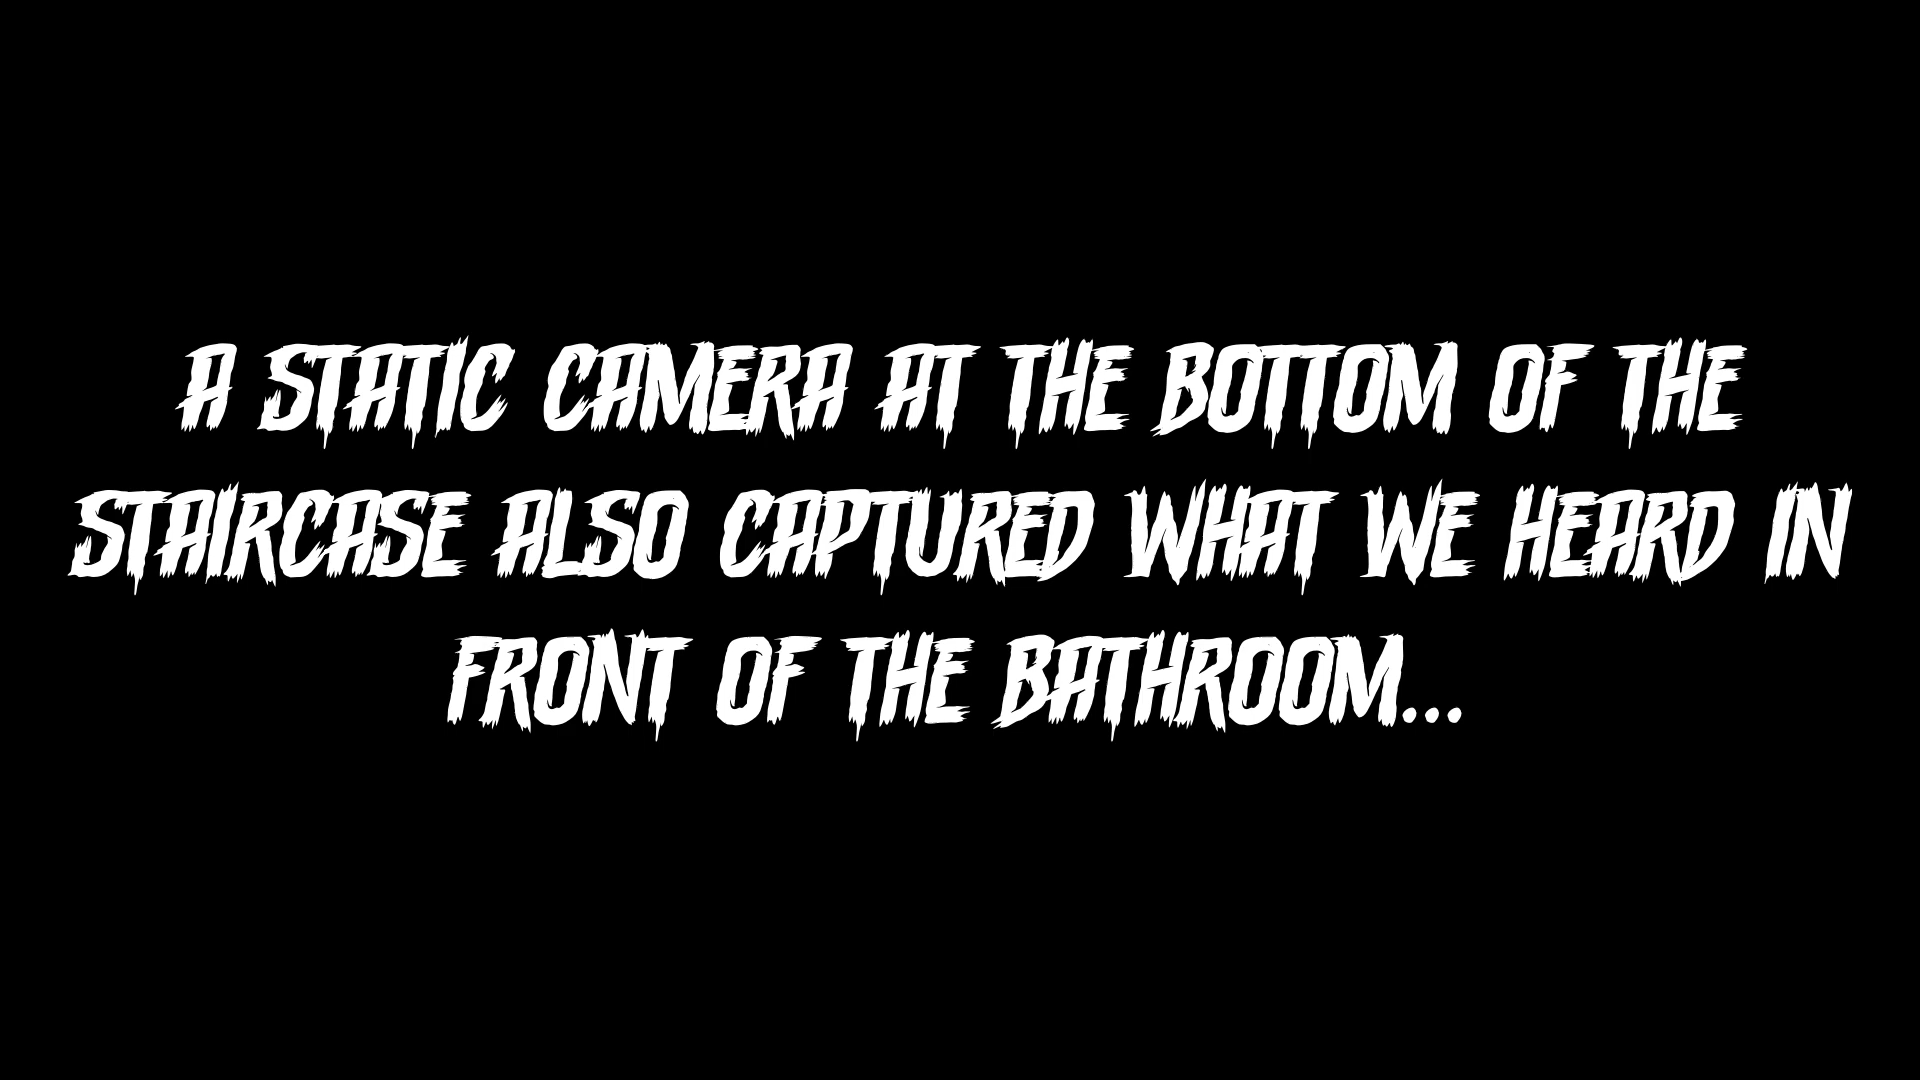 A STATIC CAMERA AT THE BOTTOM OF THE
STAIRCASE ALSO CAPTURED WHAT WE HEARD IN
FRONT OF THE BATHROOM...